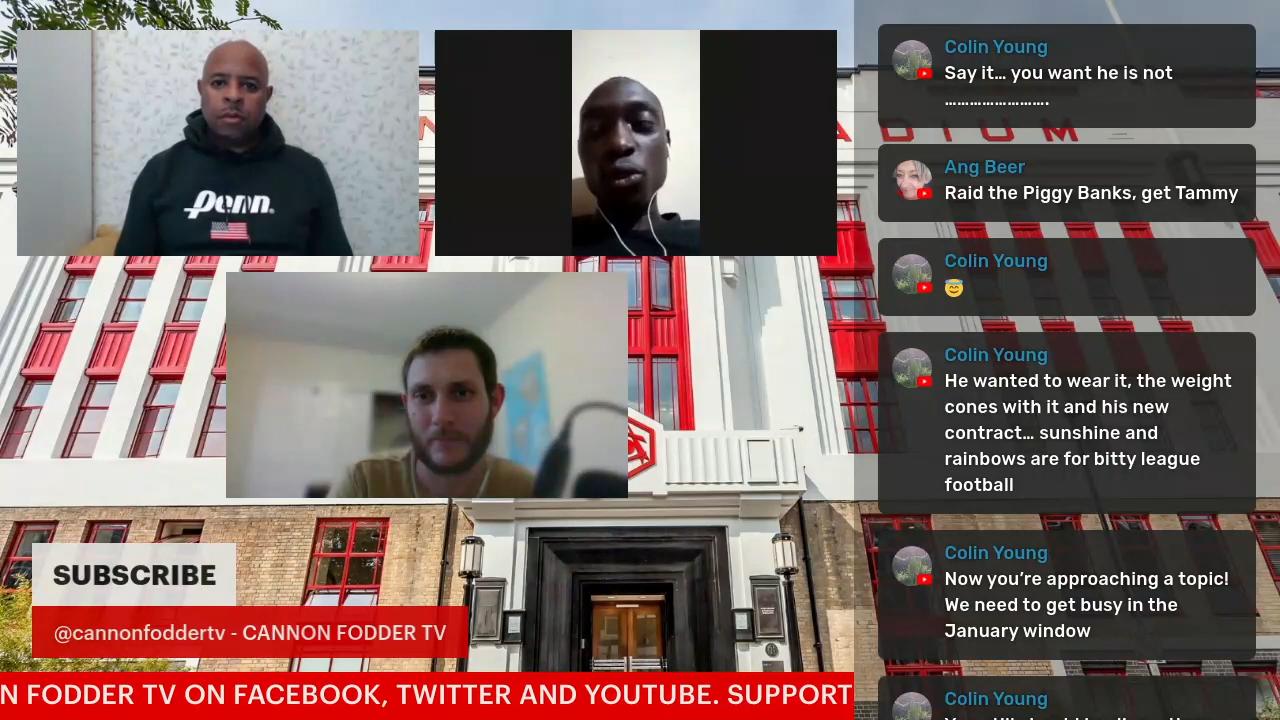 Penn.
N
ADIUM
SUBSCRIBE
@cannonfoddertv - CANNON FODDER TV
N FODDER TV ON FACEBOOK, TWITTER AND YOUTUBE. SUPPORT
Colin Young
Say it… you want he is not
…………………….
Ang Beer
Raid the Piggy Banks, get Tammy
Colin Young
😇
Colin Young
He wanted to wear it, the weight
cones with it and his new
contract… sunshine and
rainbows are for bitty league
football
Colin Young
Now you’re approaching a topic!
We need to get busy in the
January window
Colin Young